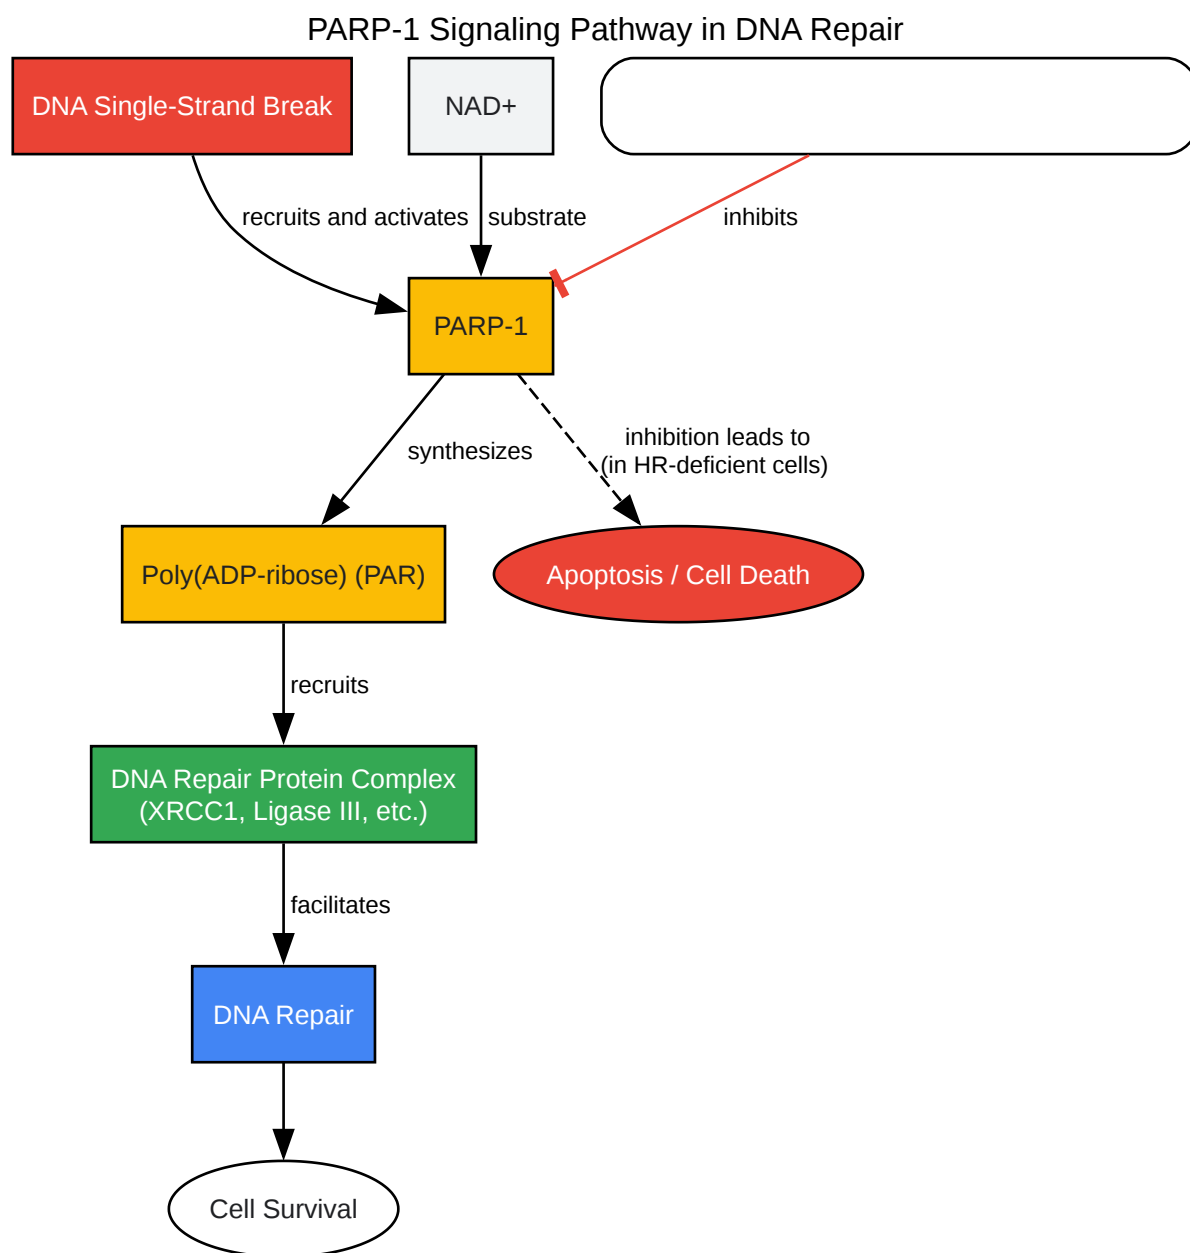 PARP-1 Signaling Pathway in DNA Repair
DNA Single-Strand Break
NAD+
recruits and activates
substrate
inhibits
PARP-1
synthesizes
inhibition leads to
(in HR-deficient cells)
Poly(ADP-ribose) (PAR)
Apoptosis / Cell Death
recruits
DNA Repair Protein Complex
(XRCC1, Ligase III, etc.)
facilitates
DNA Repair
Cell Survival